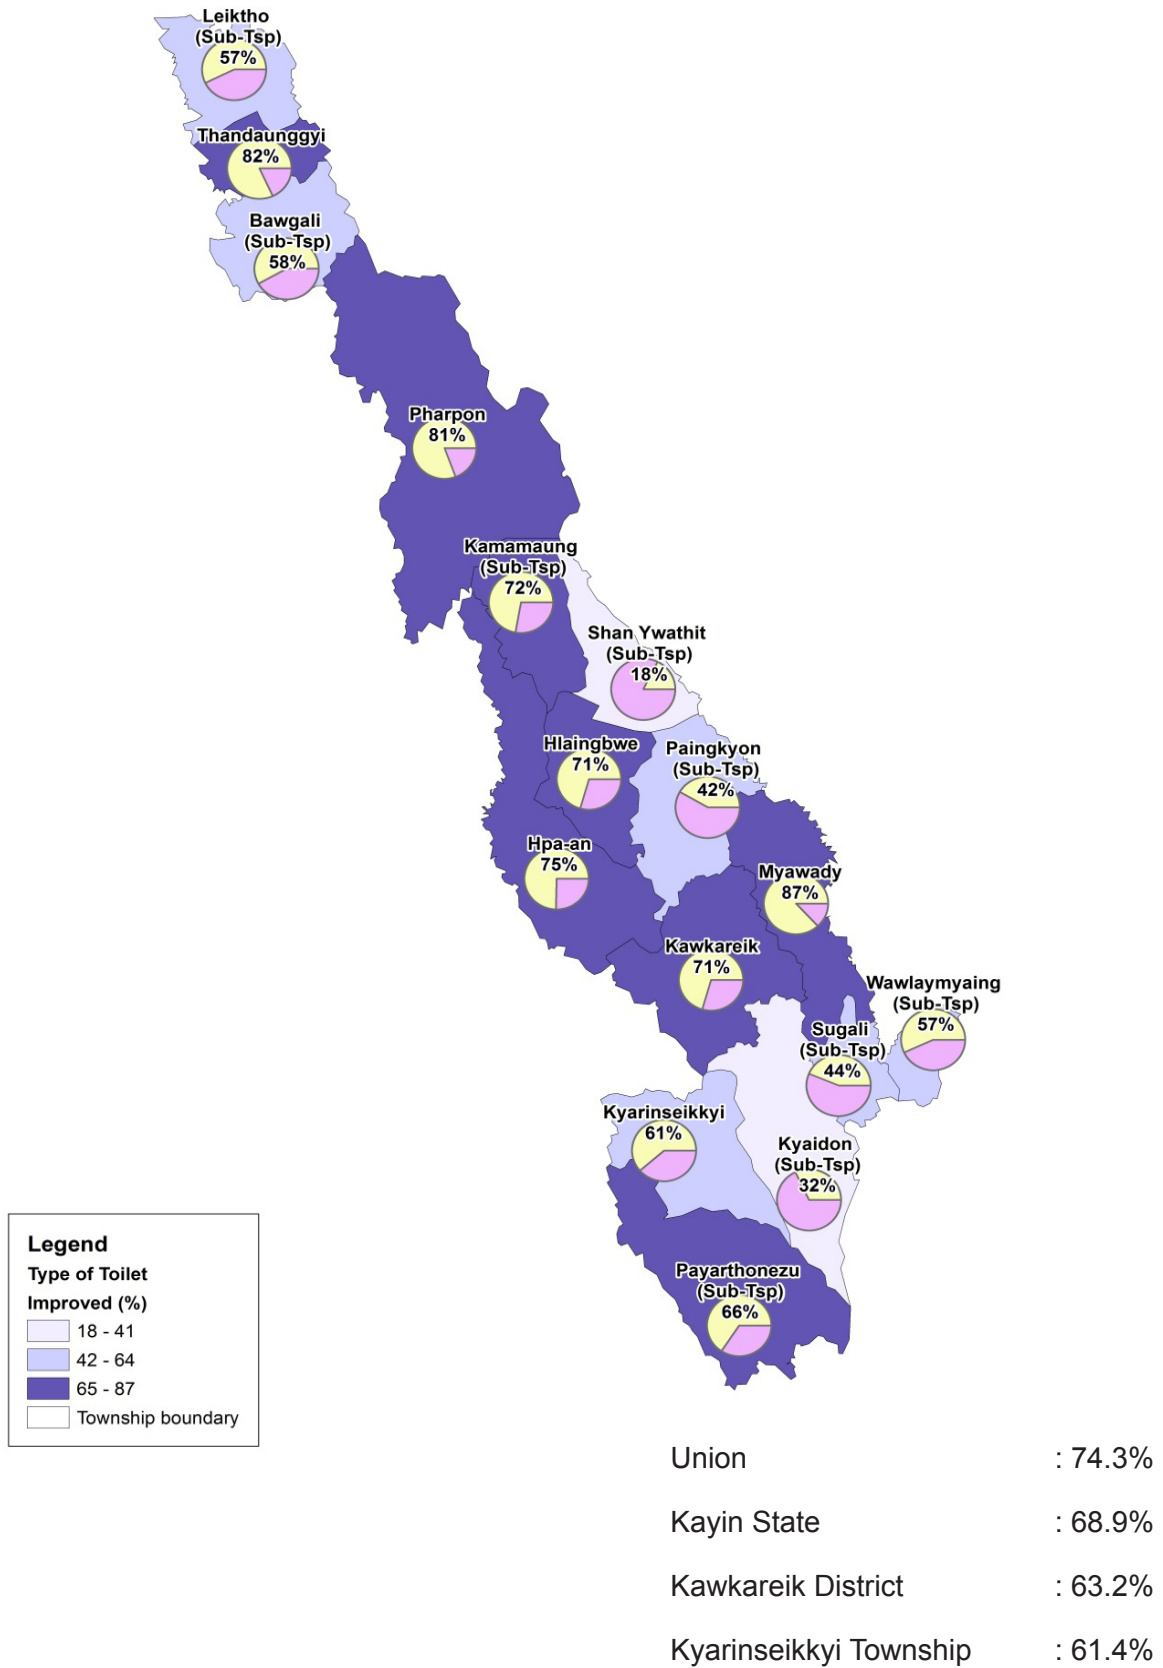 Leiktho
(Sub-Tsp)
57%
Thandaunggyi
82%
Bawgali
(Sub-Tsp)
58%
Pharpon
81%
Kamamaung
(Sub-Tsp)
72%
Shan Ywathit
(Sub-Tsp)
18%
Hlaingbwe
71%
Paingkyon
(Sub-Tsp)
42%
Hpa-an
75%
Myawady
87%
Kawkareik
71%
Wawlaymyaing
(Sub-Tsp)
57%
Sugali
(Sub-Tsp)
44%
Kyarinseikkyi
61%
Kyaidon
(Sub-Tsp)
32%
Payarthonezu
(Sub-Tsp)
66%
Legend
Type of Toilet
Improved (%)
18 - 41
42 - 64
65 - 87
Township boundary
Union : 74.3%
Kayin State : 68.9%
Kawkareik District : 63.2%
Kyarinseikkyi Township : 61.4%